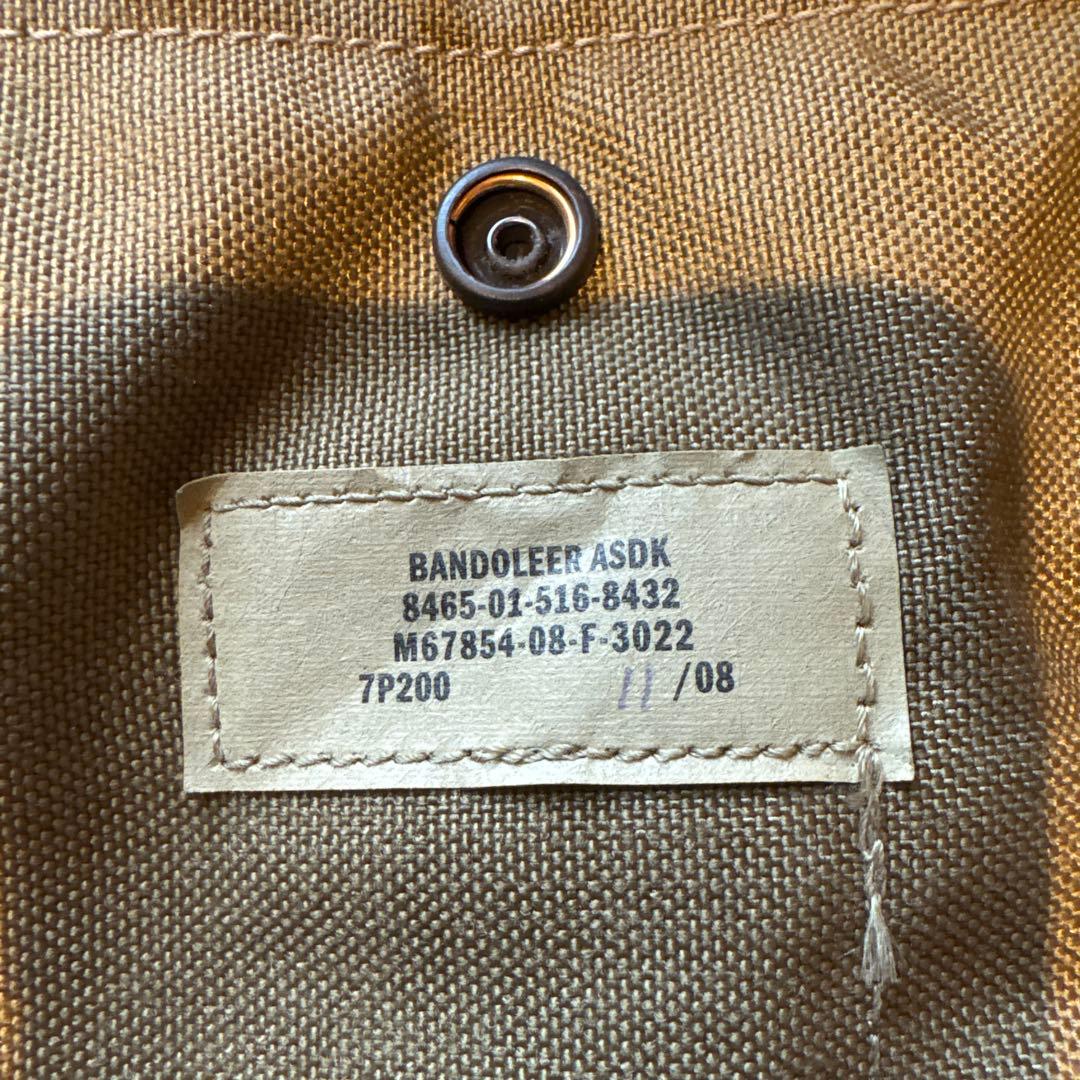 BANDOLEER ASDK
8465-01-516-8432
M67854-08-F-3022
7P200 11/08